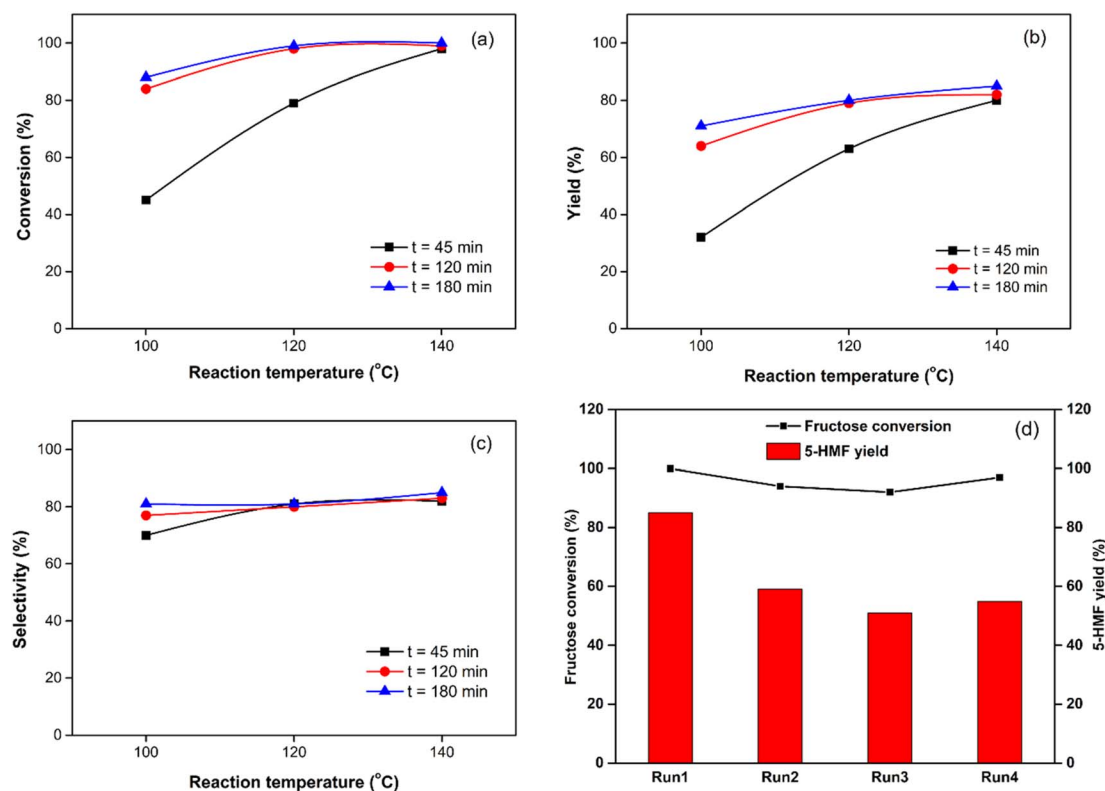 (a)
100
80
60
40
20
0
Conversion (%)
t = 45 min
t = 120 min
t = 180 min
100 120 140
Reaction temperature (°C)
(b)
100
80
60
40
20
0
Yield (%)
t = 45 min
t = 120 min
t = 180 min
100 120 140
Reaction temperature (°C)
(c)
100
80
60
40
20
0
Selectivity (%)
t = 45 min
t = 120 min
t = 180 min
100 120 140
Reaction temperature (°C)
(d)
Fructose conversion
5-HMF yield
120
100
80
60
40
20
0
Fructose conversion (%)
120
100
80
60
40
20
0
5-HMF yield (%)
Run1 Run2 Run3 Run4